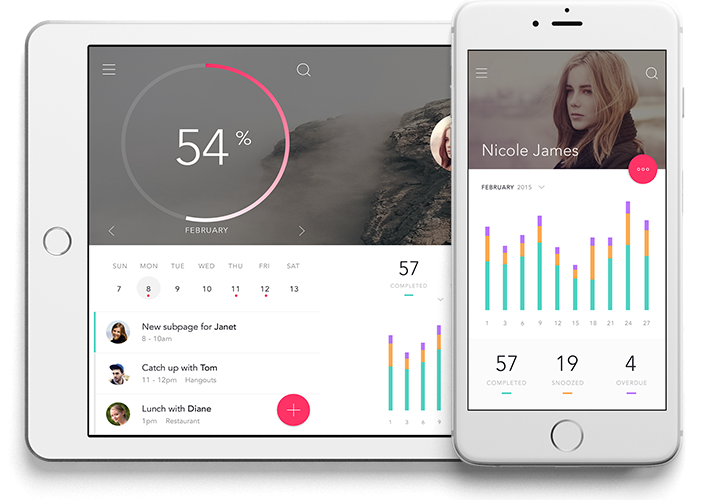 54 %
FEBRUARY
SUN MON TUE WED THU FRI SAT
7 8 9 10 11 12 13
New subpage for Janet
8 - 10am
Catch up with Tom
11 - 12pm Hangouts
Lunch with Diane
1pm Restaurant
57
COMPLETED
1 3 6 9
Nicole James
FEBRUARY 2015
1 3 6 9 12 15 18 21 24 27
57 19 4
COMPLETED SNOOZED OVERDUE